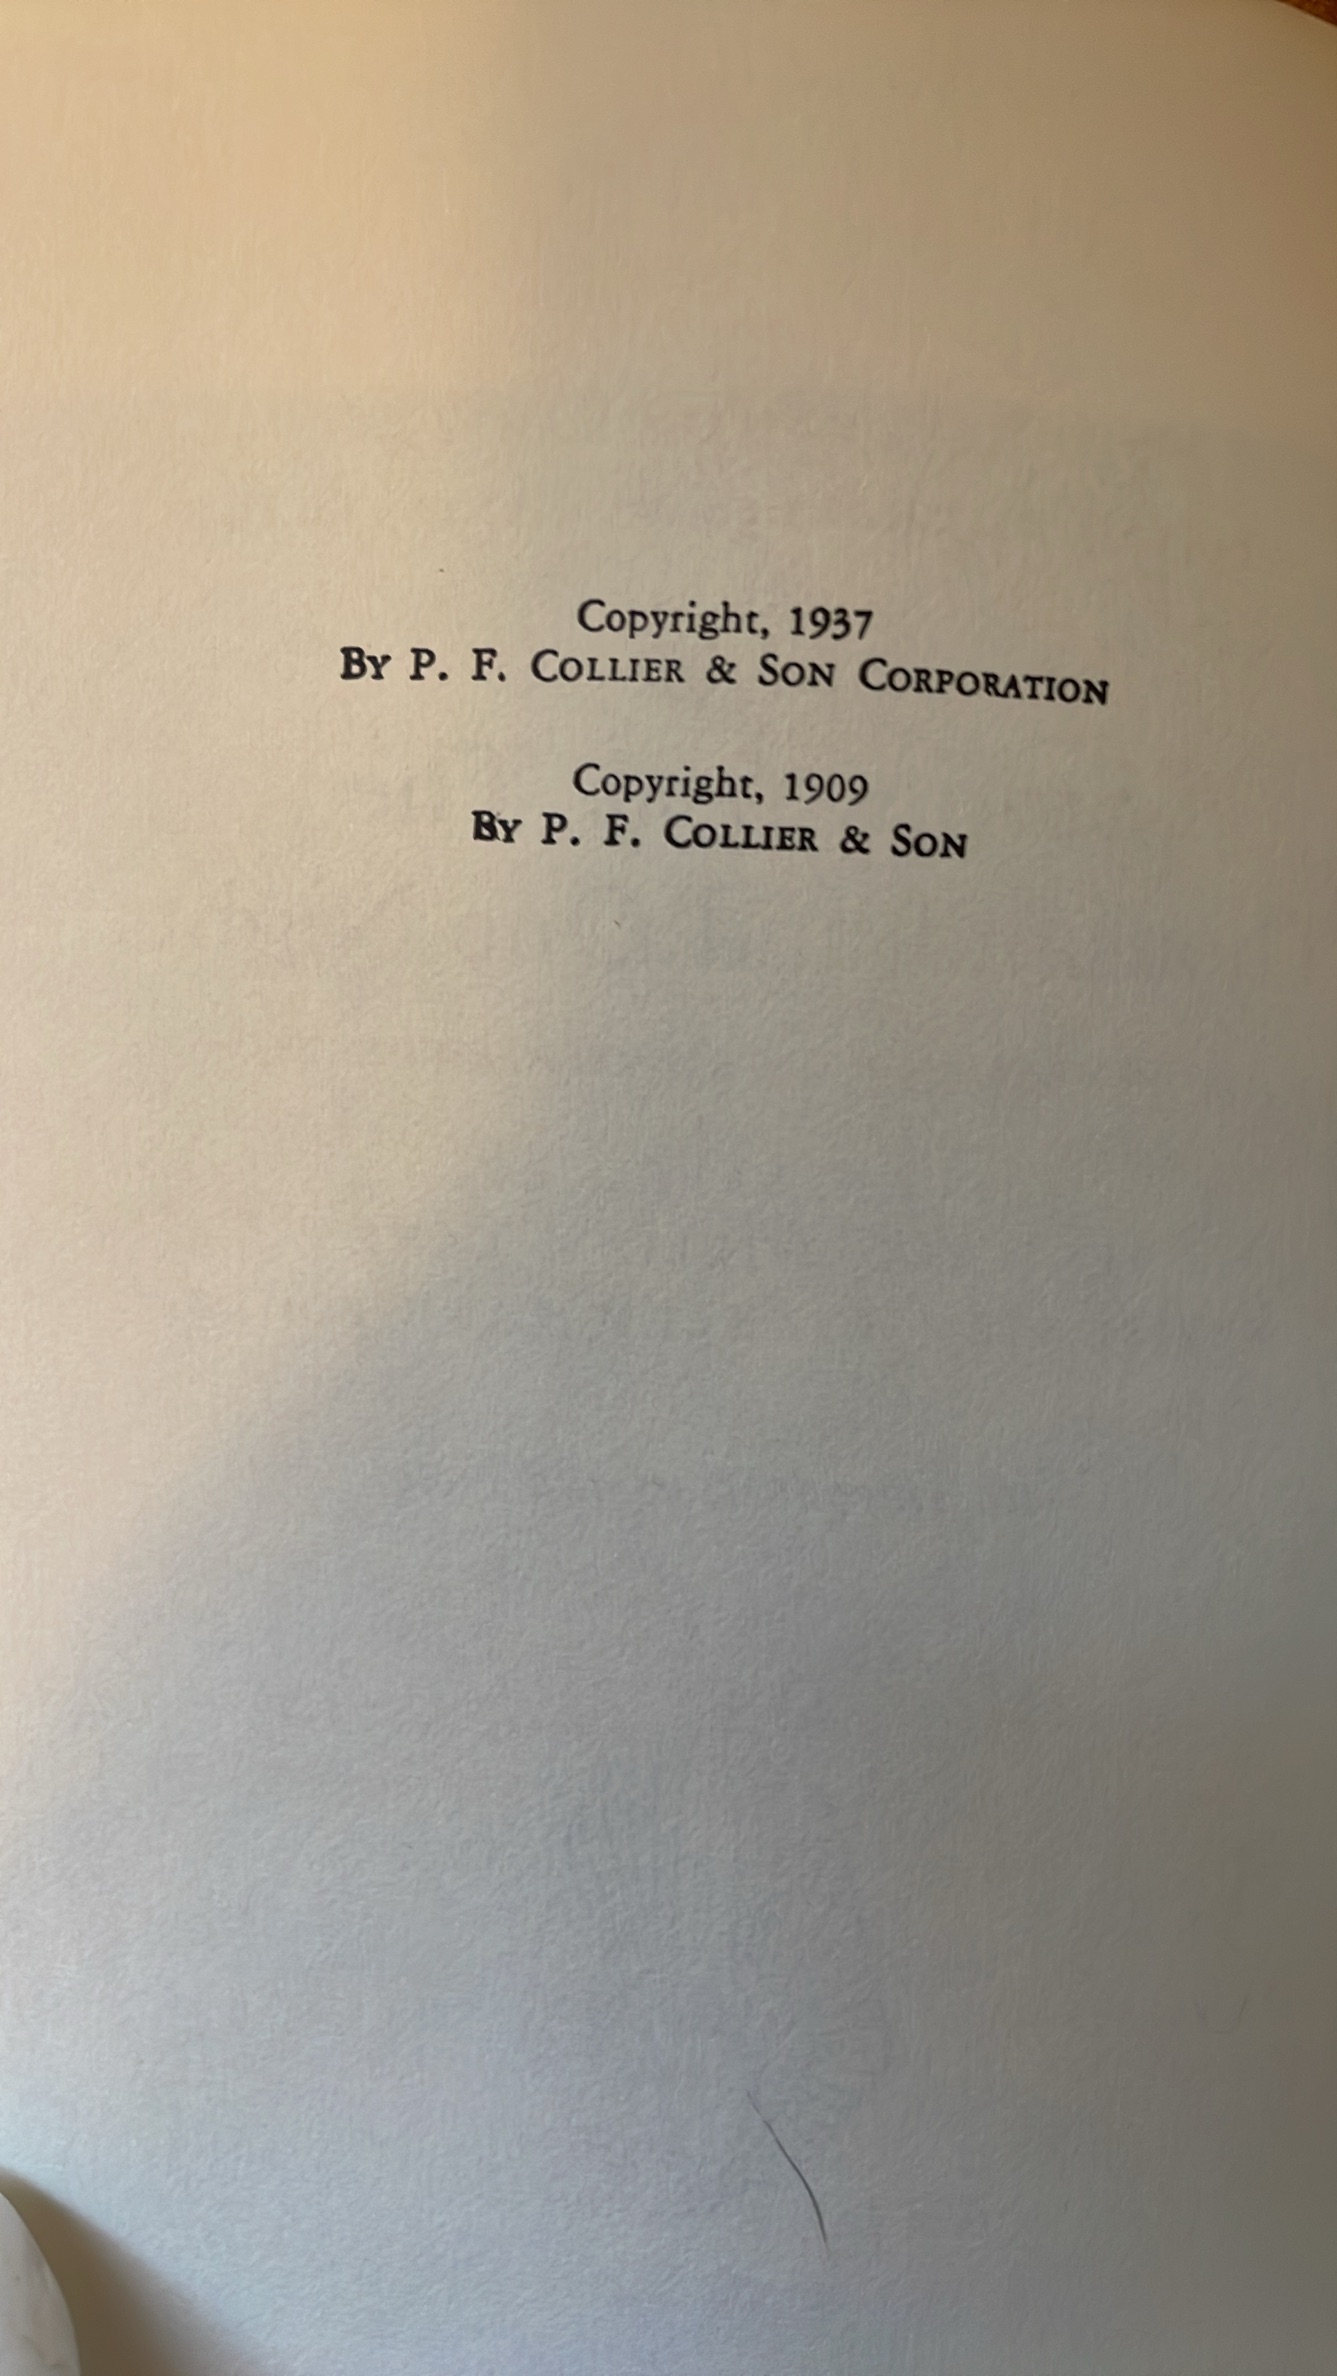 Copyright, 1937
By P. F. Collier & Son Corporation
Copyright, 1909
By P. F. Collier & Son